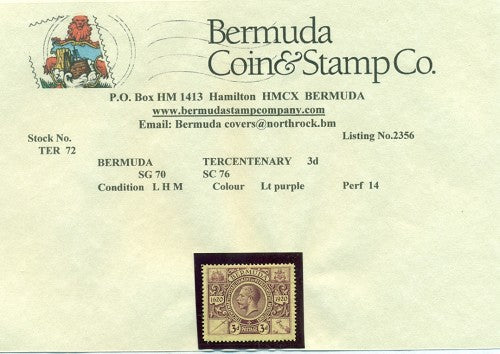 Bermuda
Coin&Stamp Co.
P.O. Box HM 1413 Hamilton HMCX BERMUDA
www.bermudastampcompany.com
Email: Bermuda covers@northrock.bm
Stock No. Listing No.2356
TER 72
BERMUDA TERCENTENARY 3d
SG 70 SC 76
Condition L H M Colour Lt purple Perf 14
BERMUDA
1620 1920
3d 3d